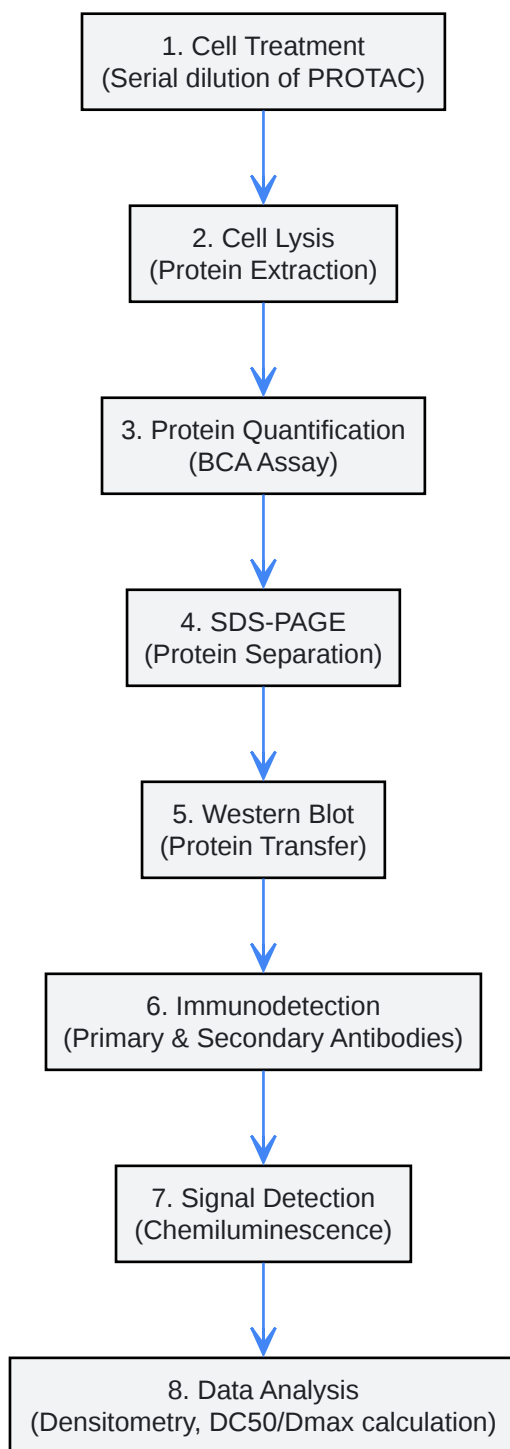 1. Cell Treatment
(Serial dilution of PROTAC)
2. Cell Lysis
(Protein Extraction)
3. Protein Quantification
(BCA Assay)
4. SDS-PAGE
(Protein Separation)
5. Western Blot
(Protein Transfer)
6. Immunodetection
(Primary & Secondary Antibodies)
7. Signal Detection
(Chemiluminescence)
8. Data Analysis
(Densitometry, DC50/Dmax calculation)